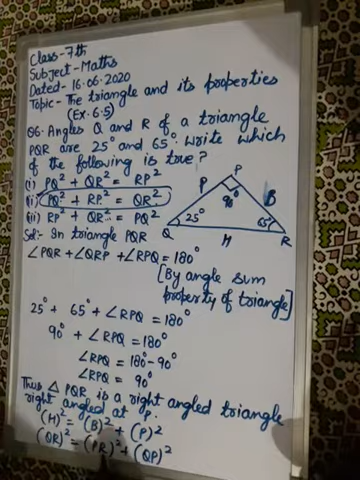 Class-7th
Subject-Maths
Dated-16.06.2020
Topic- The triangle and its properties
(Ex.6.5)
Q6. Angles Q and R of a triangle
PQR are 25° and 65°. write which
of the following is true?
(i) PQ² + QR² = RP²
(ii) PQ² + RP² = QR²
(iii) RP² + QR² = PQ²
P
P
90°
B
25°
65°
Q
H
R
Sol:- In triangle PQR
∠PQR + ∠QRP + ∠RPQ = 180°
[By angle sum
property of triangle]
25° + 65° + ∠RPQ = 180°
90° + ∠RPQ = 180°
∠RPQ = 180° - 90°
∠RPQ = 90°
Thus △ PQR is a right angled triangle
right angled at P.
(H)² = (B)² + (P)²
(QR)² = (PR)² + (QP)²